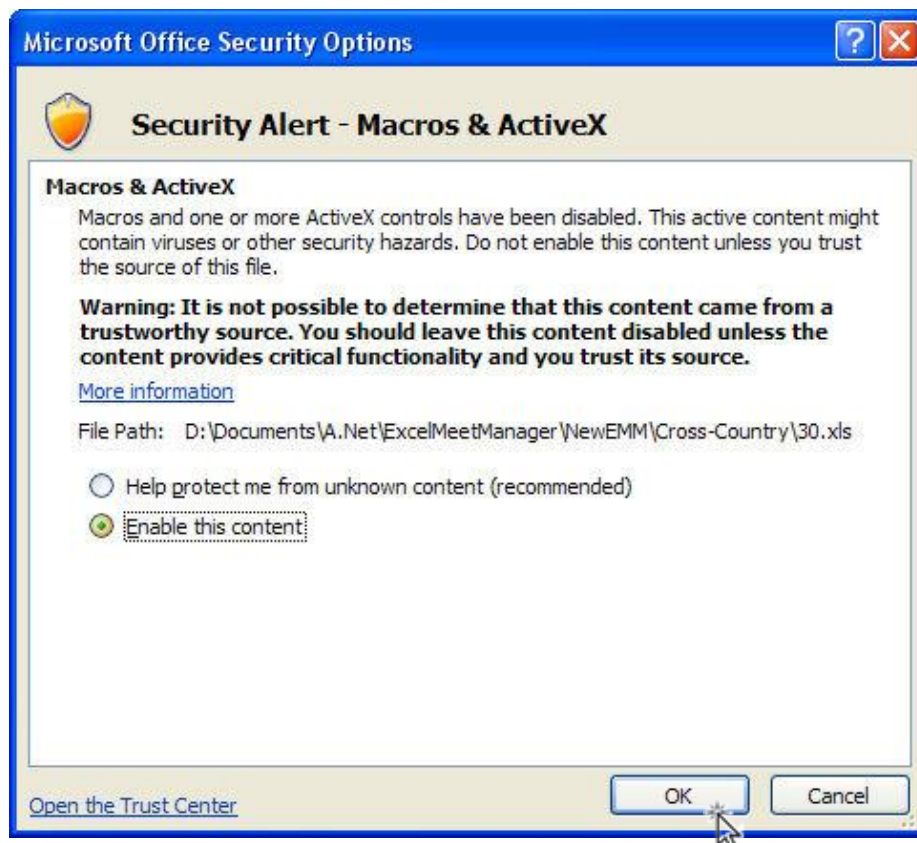 Microsoft Office Security Options
Security Alert - Macros & ActiveX
Macros & ActiveX
Macros and one or more ActiveX controls have been disabled. This active content might
contain viruses or other security hazards. Do not enable this content unless you trust
the source of this file.
Warning: It is not possible to determine that this content came from a
trustworthy source. You should leave this content disabled unless the
content provides critical functionality and you trust its source.
More information
File Path: D:\Documents\A.Net\ExcelMeetManager\NewEMM\Cross-Country\30.xls
Help protect me from unknown content (recommended)
Enable this content
Open the Trust Center
OK
Cancel